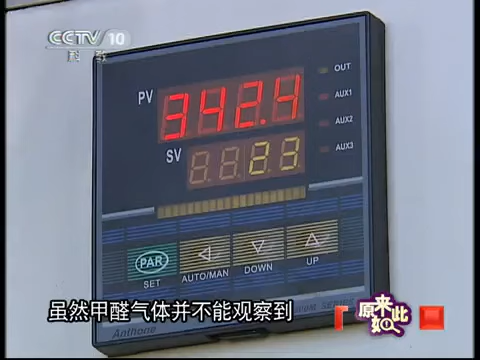 CCTV 10
科教
PV
342.4
OUT
AUX1
AUX2
AUX3
SV
23
PAR
SET
AUTO/MAN
DOWN
UP
虽然甲醛气体并不能观察到
原来如此
Anthone